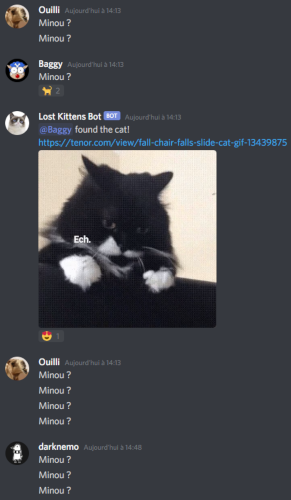 Ouilli Aujourd'hui à 14:13
Minou ?
Minou ?
Baggy Aujourd'hui à 14:13
Minou ?
2
Lost Kittens Bot BOT Aujourd'hui à 14:13
@Baggy found the cat!
https://tenor.com/view/fall-chair-falls-slide-cat-gif-13439875
Ech.
1
Ouilli Aujourd'hui à 14:13
Minou ?
Minou ?
Minou ?
Minou ?
darknemo Aujourd'hui à 14:48
Minou ?
Minou ?
Minou ?